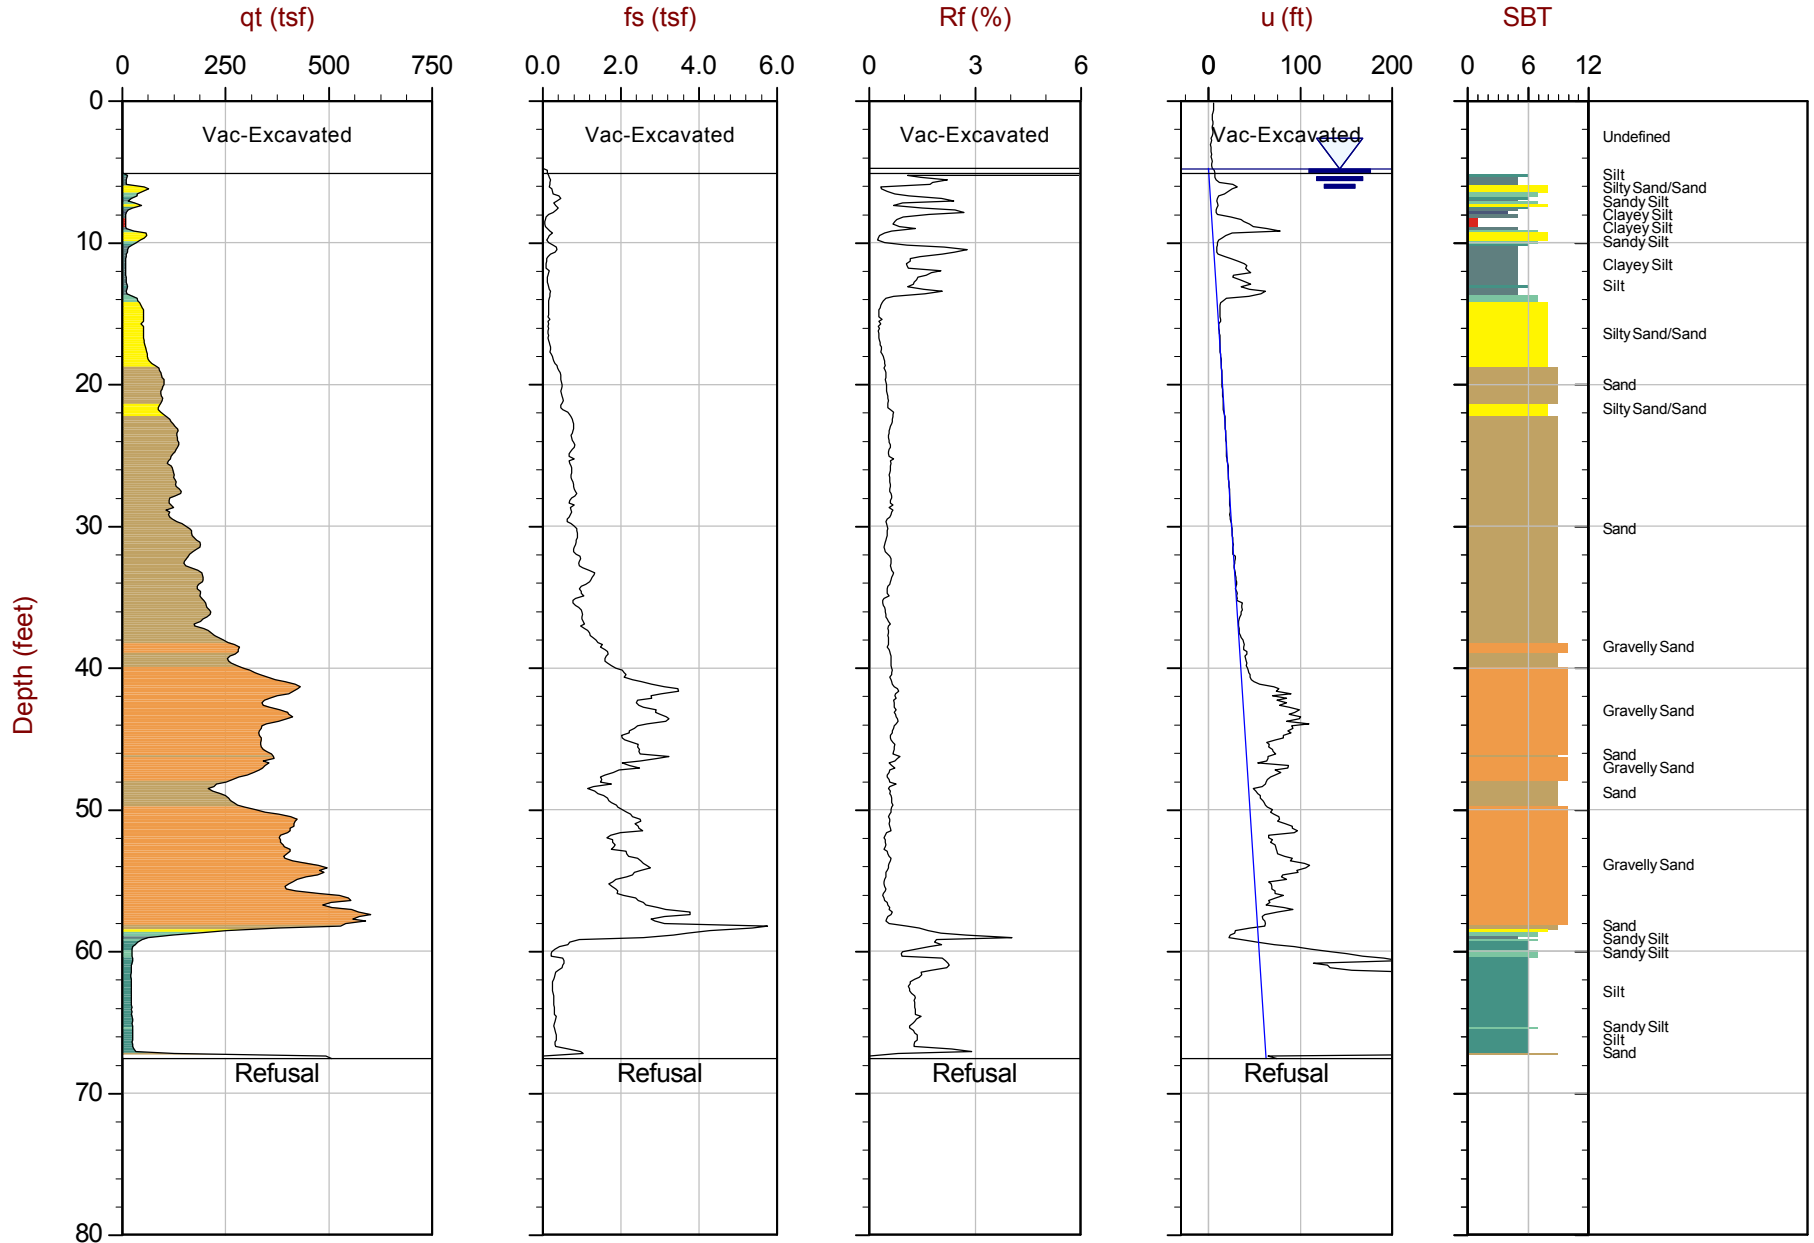 qt (tsf) fs (tsf) Rf (%) u (ft) SBT
0 250 500 750 0.0 2.0 4.0 6.0 0 3 6 0 100 200 0 6 12
0
Vac-Excavated Vac-Excavated Vac-Excavated Vac-Excavated Undefined
Silt
Silty Sand/Sand
Sandy Silt
Clayey Silt
Clayey Silt
10 Sandy Silt
Clayey Silt
Silt
Silty Sand/Sand
20 Sand
Silty Sand/Sand
30 Sand
Depth (feet)
Gravelly Sand
40
Gravelly Sand
Sand
Gravelly Sand
Sand
50
Gravelly Sand
Sand
Sandy Silt
60 Sandy Silt
Silt
Sandy Silt
Silt
Sand
Refusal Refusal Refusal Refusal
70
80